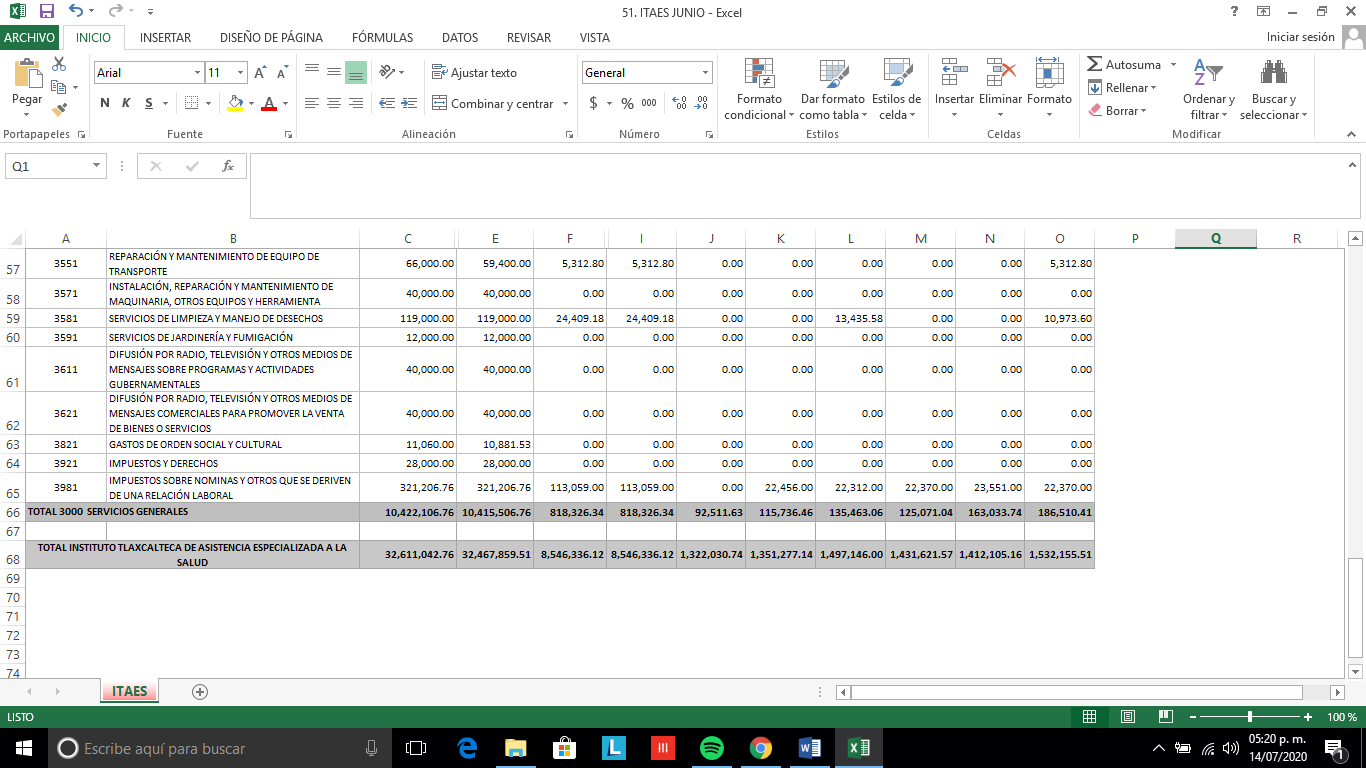 51. ITAES JUNIO - Excel
?
ARCHIVO INICIO INSERTAR DISEÑO DE PÁGINA FÓRMULAS DATOS REVISAR VISTA Iniciar sesión
Arial 11 Ajustar texto General Autosuma
Pegar Rellenar
N K S Combinar y centrar $ % 000 Borrar
Formato condicional
Dar formato como tabla
Estilos de celda
Insertar Eliminar Formato
Ordenar y filtrar
Buscar y seleccionar
Portapapeles Fuente Alineación Número Estilos Celdas Modificar
Q1 fx
A B C E F I J K L M N O P Q R
57 3551 REPARACIÓN Y MANTENIMIENTO DE EQUIPO DE
TRANSPORTE 66,000.00 59,400.00 5,312.80 5,312.80 0.00 0.00 0.00 0.00 0.00 5,312.80
58 3571 INSTALACIÓN, REPARACIÓN Y MANTENIMIENTO DE
MAQUINARIA, OTROS EQUIPOS Y HERRAMIENTA 40,000.00 40,000.00 0.00 0.00 0.00 0.00 0.00 0.00 0.00 0.00
59 3581 SERVICIOS DE LIMPIEZA Y MANEJO DE DESECHOS 119,000.00 119,000.00 24,409.18 24,409.18 0.00 0.00 13,435.58 0.00 0.00 10,973.60
60 3591 SERVICIOS DE JARDINERÍA Y FUMIGACIÓN 12,000.00 12,000.00 0.00 0.00 0.00 0.00 0.00 0.00 0.00 0.00
61 3611 DIFUSIÓN POR RADIO, TELEVISIÓN Y OTROS MEDIOS DE
MENSAJES SOBRE PROGRAMAS Y ACTIVIDADES
GUBERNAMENTALES 40,000.00 40,000.00 0.00 0.00 0.00 0.00 0.00 0.00 0.00 0.00
62 3621 DIFUSIÓN POR RADIO, TELEVISIÓN Y OTROS MEDIOS DE
MENSAJES COMERCIALES PARA PROMOVER LA VENTA
DE BIENES O SERVICIOS 40,000.00 40,000.00 0.00 0.00 0.00 0.00 0.00 0.00 0.00 0.00
63 3821 GASTOS DE ORDEN SOCIAL Y CULTURAL 11,060.00 10,881.53 0.00 0.00 0.00 0.00 0.00 0.00 0.00 0.00
64 3921 IMPUESTOS Y DERECHOS 28,000.00 28,000.00 0.00 0.00 0.00 0.00 0.00 0.00 0.00 0.00
65 3981 IMPUESTOS SOBRE NOMINAS Y OTROS QUE SE DERIVEN
DE UNA RELACIÓN LABORAL 321,206.76 321,206.76 113,059.00 113,059.00 0.00 22,456.00 22,312.00 22,370.00 23,551.00 22,370.00
66 TOTAL 3000 SERVICIOS GENERALES 10,422,106.76 10,415,506.76 818,326.34 818,326.34 92,511.63 115,736.46 135,463.06 125,071.04 163,033.74 186,510.41
67
68 TOTAL INSTITUTO TLAXCALTECA DE ASISTENCIA ESPECIALIZADA A LA
SALUD 32,611,042.76 32,467,859.51 8,546,336.12 8,546,336.12 1,322,030.74 1,351,277.14 1,497,146.00 1,431,621.57 1,412,105.16 1,532,155.51
69
70
71
72
73
74
ITAES
LISTO 100 %
Escribe aquí para buscar
05:20 p. m.
14/07/2020
1